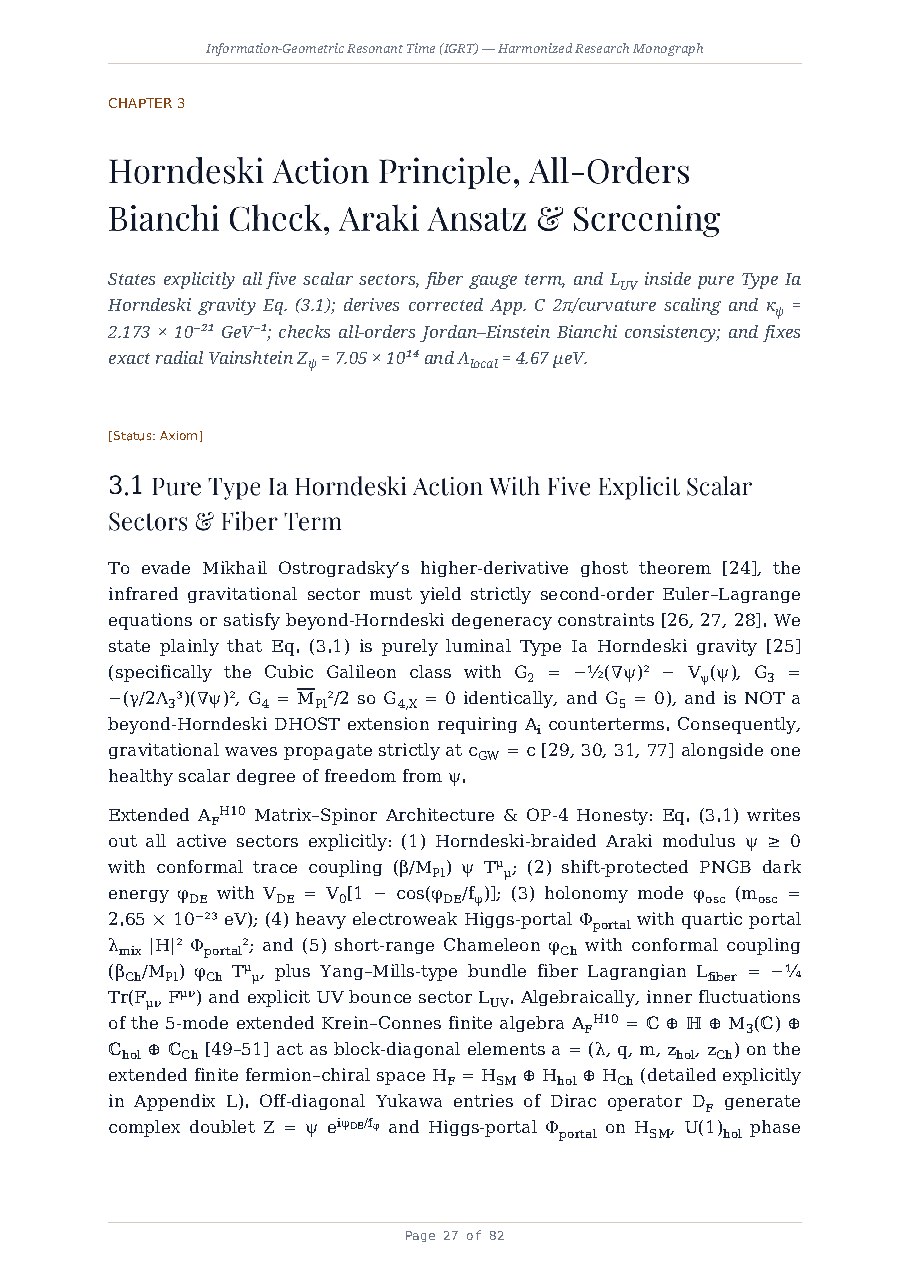 Information-Geometric Resonant Time (IGRT) — Harmonized Research Monograph
CHAPTER 3
Horndeski Action Principle, All-Orders
Bianchi Check, Araki Ansatz & Screening
States explicitly all five scalar sectors, fiber gauge term, and L_UV inside pure Type Ia
Horndeski gravity Eq. (3.1); derives corrected App. C 2π/curvature scaling and κ_ψ =
2.173 × 10⁻²¹ GeV⁻¹; checks all-orders Jordan–Einstein Bianchi consistency; and fixes
exact radial Vainshtein Z_ψ = 7.05 × 10¹⁴ and Λ_local = 4.67 μeV.
[Status: Axiom]
3.1 Pure Type Ia Horndeski Action With Five Explicit Scalar
Sectors & Fiber Term
To evade Mikhail Ostrogradsky’s higher-derivative ghost theorem [24], the
infrared gravitational sector must yield strictly second-order Euler–Lagrange
equations or satisfy beyond-Horndeski degeneracy constraints [26, 27, 28]. We
state plainly that Eq. (3.1) is purely luminal Type Ia Horndeski gravity [25]
(specifically the Cubic Galileon class with G₂ = −½(∇ψ)² − V_ψ(ψ), G₃ =
−(γ/2Λ₃³)(∇ψ)², G₄ = M̅_Pl²/2 so G_4,X = 0 identically, and G₅ = 0), and is NOT a
beyond-Horndeski DHOST extension requiring A_i counterterms. Consequently,
gravitational waves propagate strictly at c_GW = c [29, 30, 31, 77] alongside one
healthy scalar degree of freedom from ψ.
Extended A_F^H10 Matrix–Spinor Architecture & OP-4 Honesty: Eq. (3.1) writes
out all active sectors explicitly: (1) Horndeski-braided Araki modulus ψ ≥ 0
with conformal trace coupling (β/M_Pl) ψ T^μ_μ; (2) shift-protected PNGB dark
energy φ_DE with V_DE = V₀[1 − cos(φ_DE/f_φ)]; (3) holonomy mode φ_osc (m_osc =
2.65 × 10⁻²³ eV); (4) heavy electroweak Higgs-portal Φ_portal with quartic portal
λ_mix |H|² Φ_portal²; and (5) short-range Chameleon φ_Ch with conformal coupling
(β_Ch/M_Pl) φ_Ch T^μ_μ, plus Yang–Mills-type bundle fiber Lagrangian L_fiber = −¼
Tr(F_μν F^μν) and explicit UV bounce sector L_UV. Algebraically, inner fluctuations
of the 5-mode extended Krein–Connes finite algebra A_F^H10 = ℂ ⊕ ℍ ⊕ M₃(ℂ) ⊕
ℂ_hol ⊕ ℂ_Ch [49–51] act as block-diagonal elements a = (λ, q, m, z_hol, z_Ch) on the
extended finite fermion–chiral space H_F = H_SM ⊕ H_hol ⊕ H_Ch (detailed explicitly
in Appendix L). Off-diagonal Yukawa entries of Dirac operator D_F generate
complex doublet Z = ψ e^iφ_DE/f_φ and Higgs-portal Φ_portal on H_SM, U(1)_hol phase
Page 27 of 82